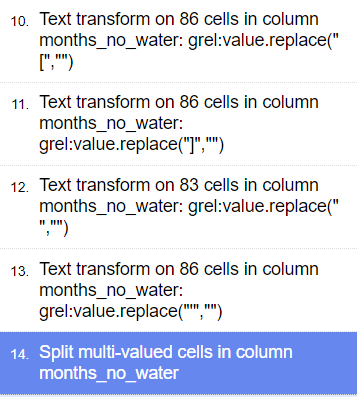 10. Text transform on 86 cells in column
months_no_water: grel:value.replace("
[","")
11. Text transform on 86 cells in column
months_no_water:
grel:value.replace("]","")
12. Text transform on 83 cells in column
months_no_water: grel:value.replace("
","")
13. Text transform on 86 cells in column
months_no_water:
grel:value.replace("'","")
14. Split multi-valued cells in column
months_no_water